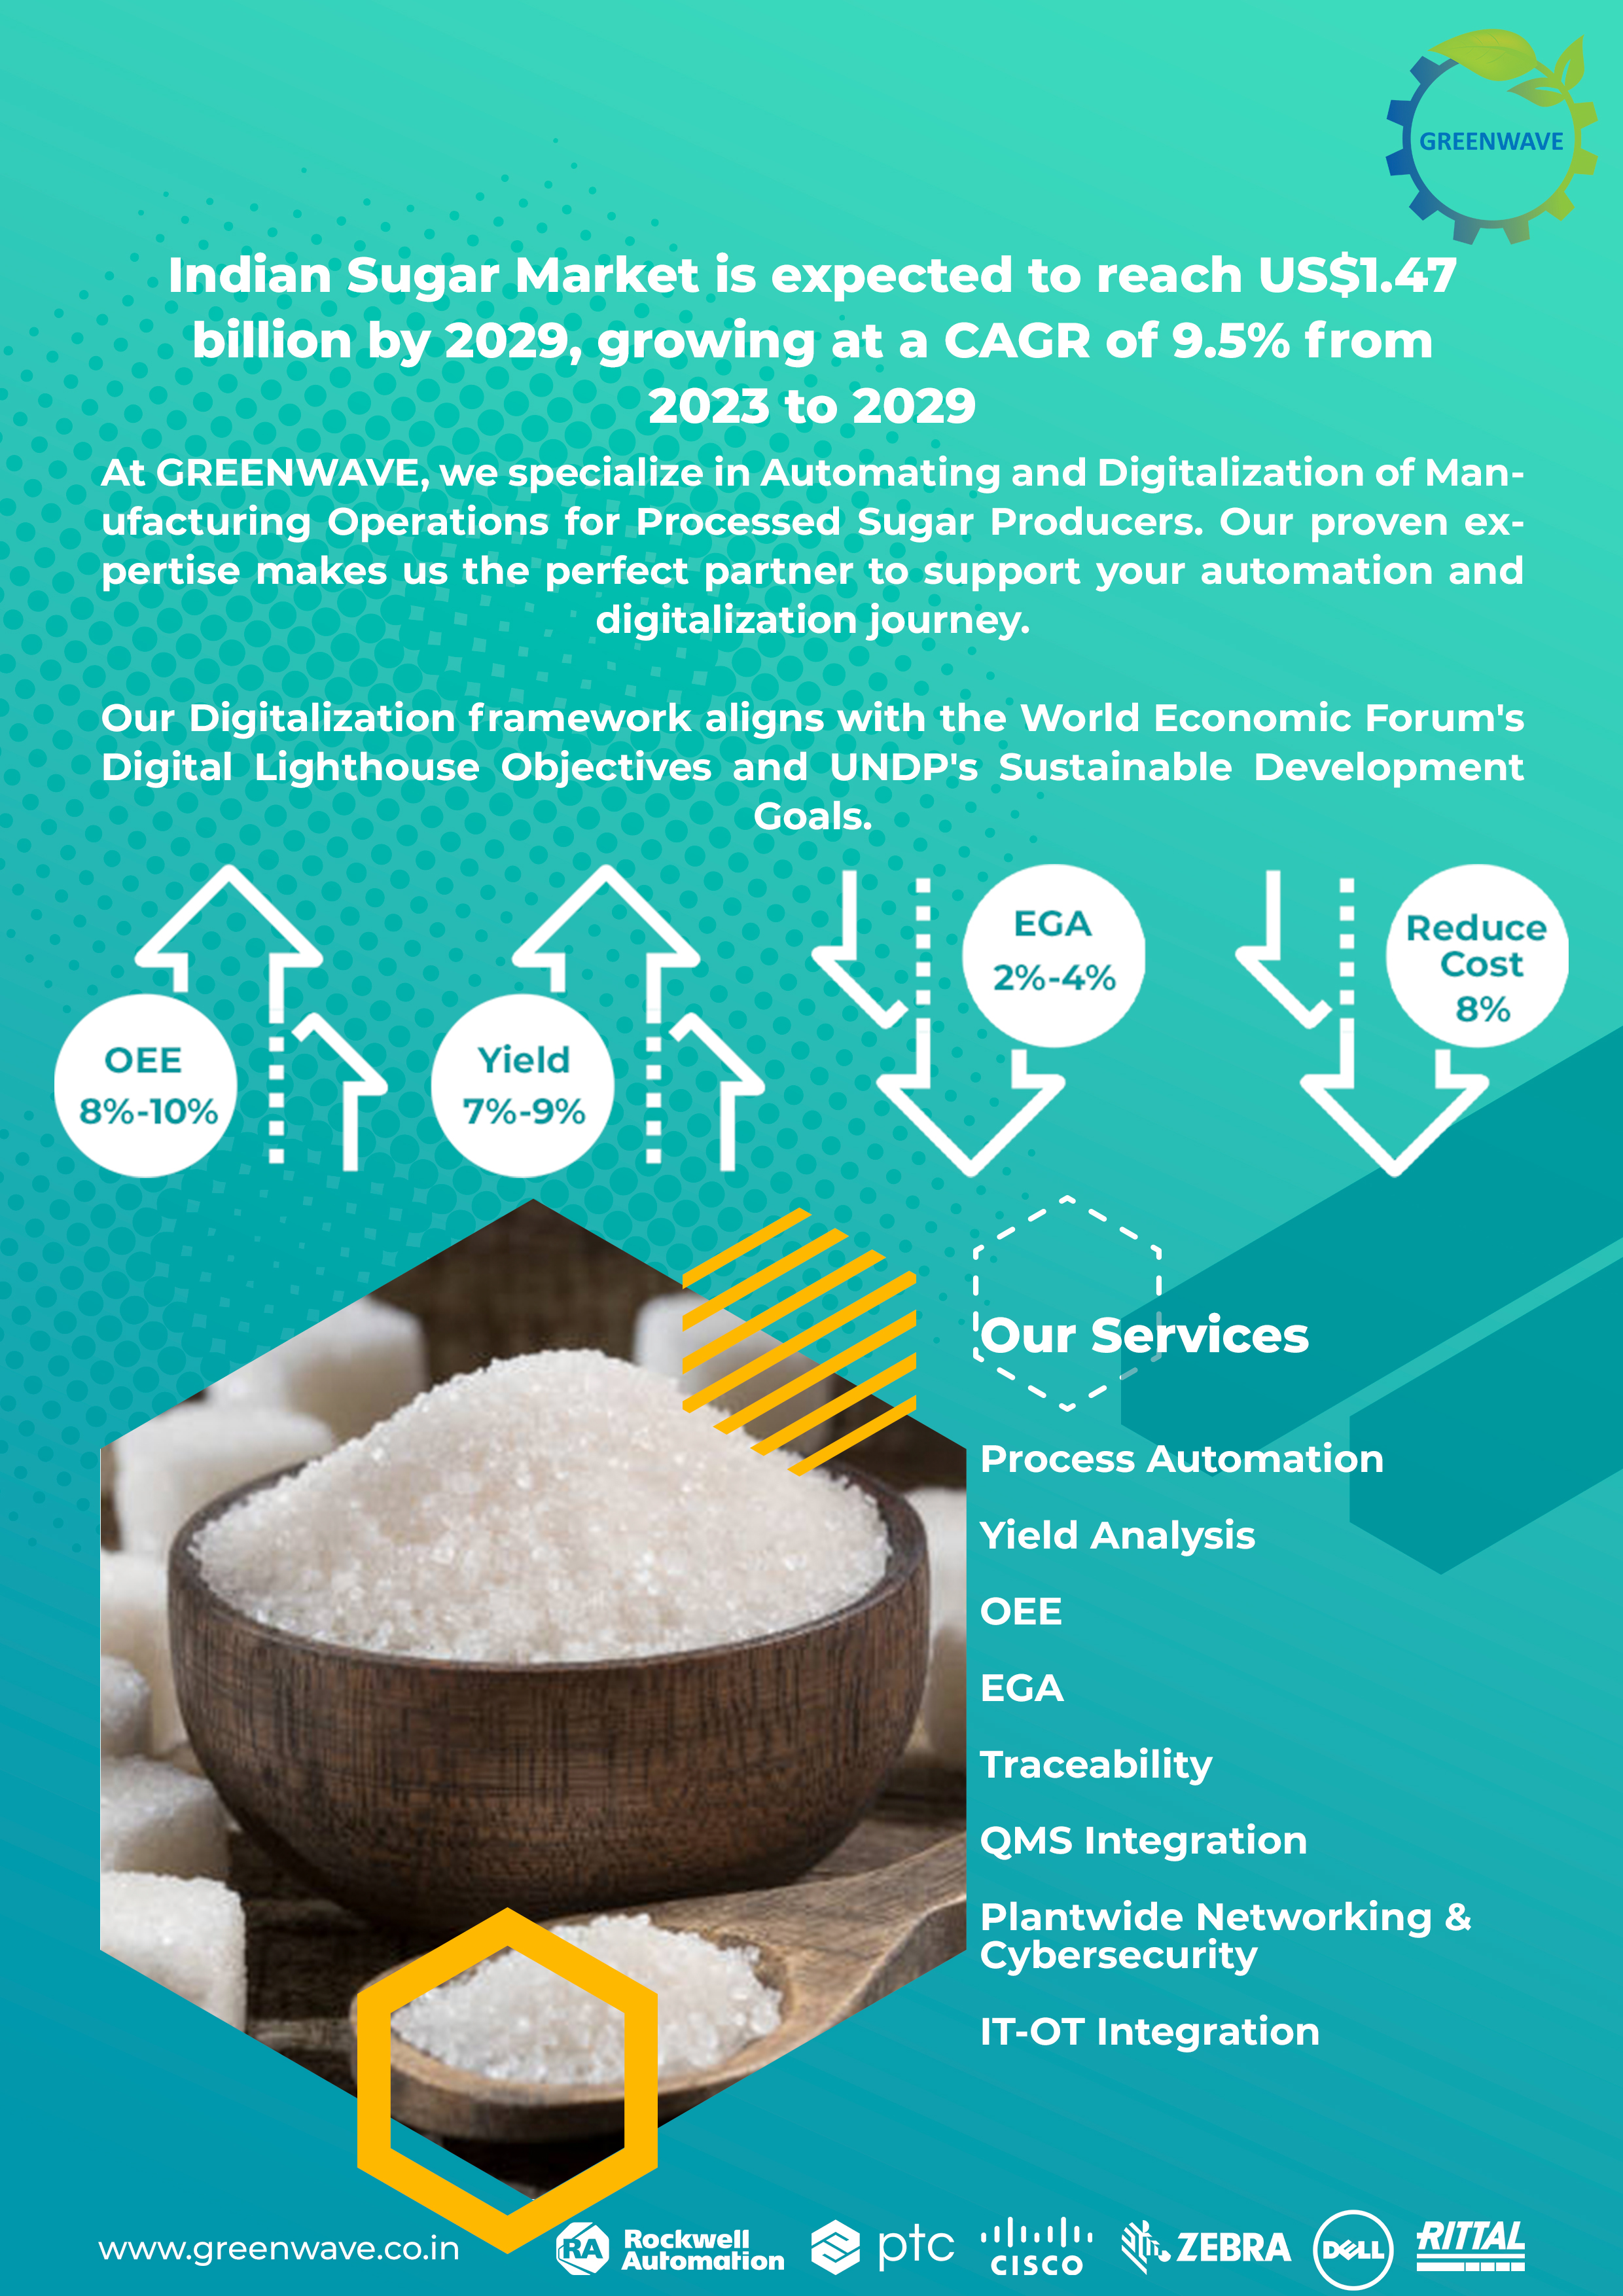 GREENWAVE
Indian Sugar Market is expected to reach US$1.47
billion by 2029, growing at a CAGR of 9.5% from
2023 to 2029
At GREENWAVE, we specialize in Automating and Digitalization of Man-
ufacturing Operations for Processed Sugar Producers. Our proven ex-
pertise makes us the perfect partner to support your automation and
digitalization journey.
Our Digitalization framework aligns with the World Economic Forum's
Digital Lighthouse Objectives and UNDP's Sustainable Development
Goals.
OEE
8%-10%
Yield
7%-9%
EGA
2%-4%
Reduce
Cost
8%
Our Services
Process Automation
Yield Analysis
OEE
EGA
Traceability
QMS Integration
Plantwide Networking &
Cybersecurity
IT-OT Integration
www.greenwave.co.in
RA
Rockwell
Automation
ptc
CISCO
ZEBRA
DELL
RITTAL